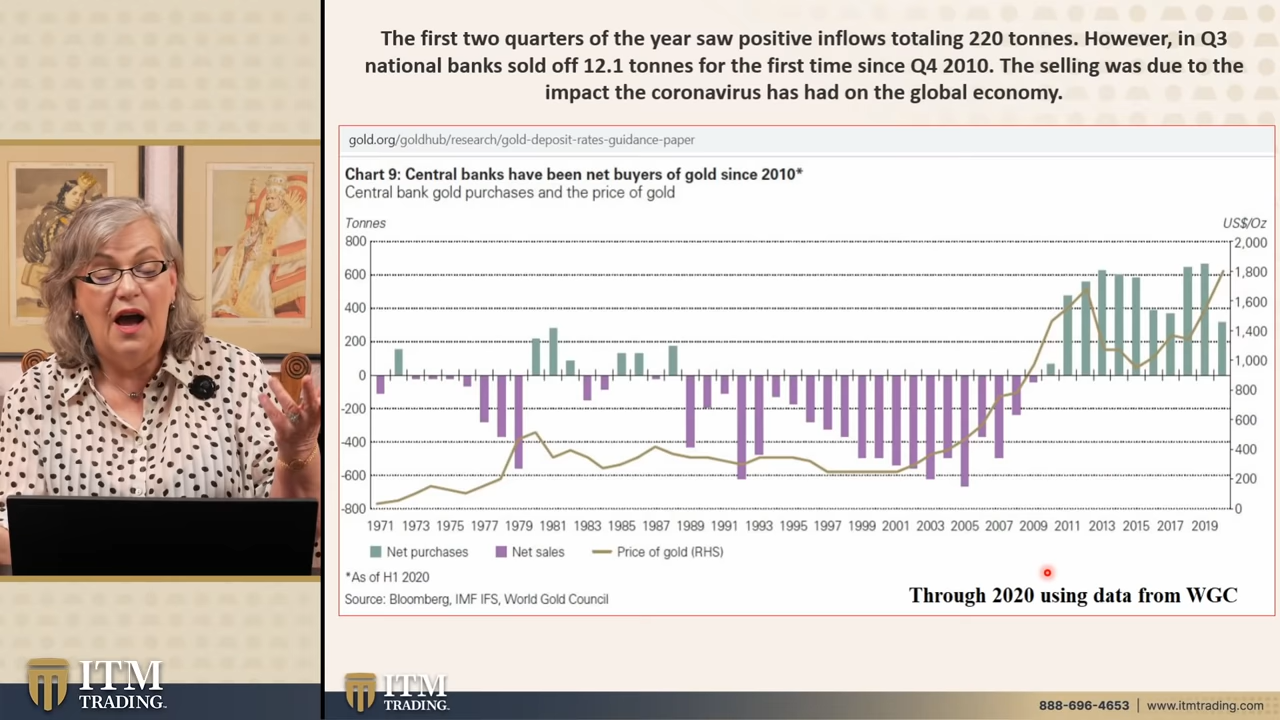 The first two quarters of the year saw positive inflows totaling 220 tonnes. However, in Q3
national banks sold off 12.1 tonnes for the first time since Q4 2010. The selling was due to the
impact the coronavirus has had on the global economy.
gold.org/goldhub/research/gold-deposit-rates-guidance-paper
Chart 9: Central banks have been net buyers of gold since 2010*
Central bank gold purchases and the price of gold
Tonnes US$/Oz
800 2,000
600 1,800
400 1,600
200 1,400
0 1,000
-200 800
-400 600
-600 400
-800 200
0
1971 1973 1975 1977 1979 1981 1983 1985 1987 1989 1991 1993 1995 1997 1999 2001 2003 2005 2007 2009 2011 2013 2015 2017 2019
Net purchases Net sales Price of gold (RHS)
*As of H1 2020
Source: Bloomberg, IMF IFS, World Gold Council
Through 2020 using data from WGC
ITM
TRADING
ITM
TRADING
888-696-4653 | www.itmtrading.com